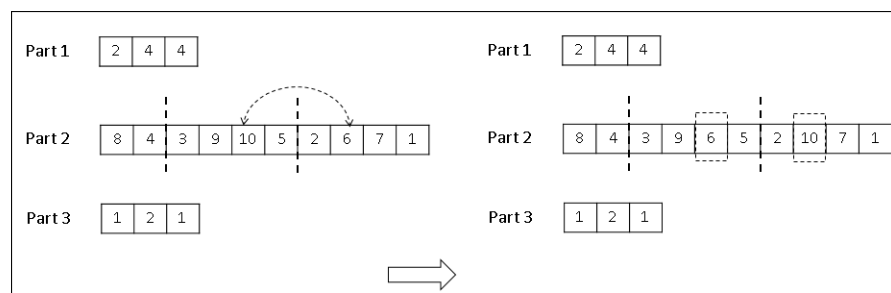 Part 1 2 4 4
Part 2 8 4 3 9 10 5 2 6 7 1
Part 3 1 2 1
Part 1 2 4 4
Part 2 8 4 3 9 6 5 2 10 7 1
Part 3 1 2 1